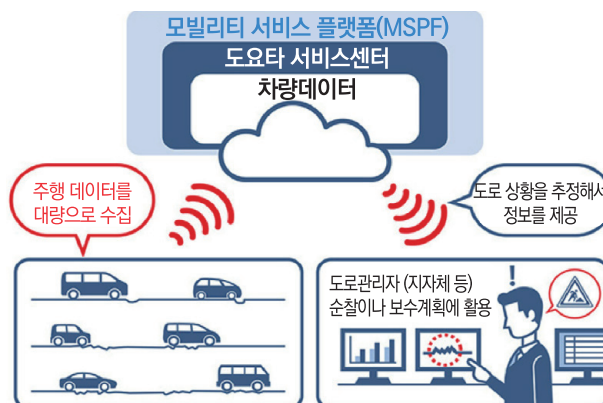 모빌리티 서비스 플랫폼(MSPF)
도요타 서비스센터
차량데이터
주행 데이터를
대량으로 수집
도로 상황을 추정해서
정보를 제공
도로관리자 (지자체 등)
순찰이나 보수계획에 활용
!